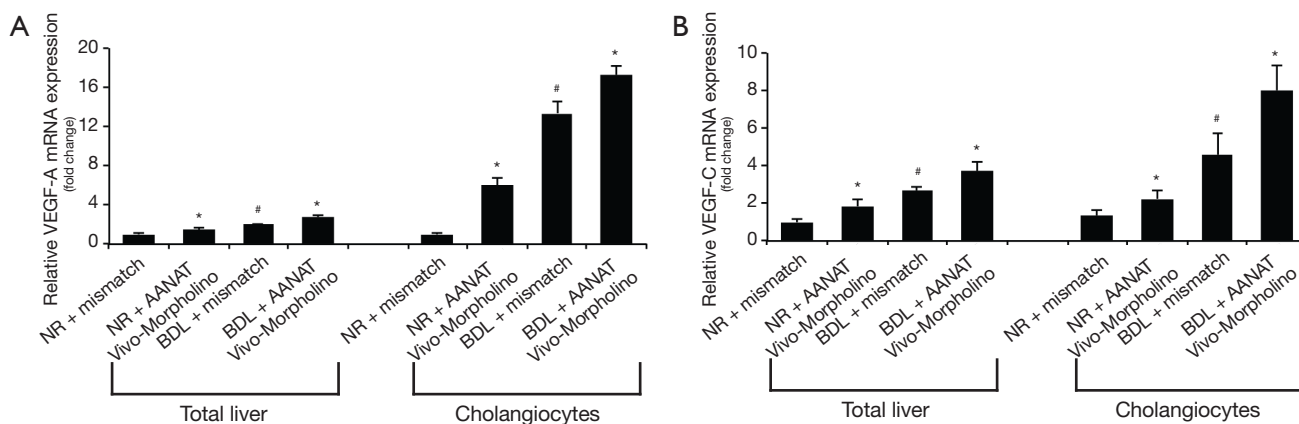 A
Relative VEGF-A mRNA expression
(fold change)
20
16
12
8
4
0
*
#
*
*
#
*
NR + mismatch
NR + AANAT
Vivo-Morpholino
BDL + mismatch
BDL + AANAT
Vivo-Morpholino
NR + mismatch
NR + AANAT
Vivo-Morpholino
BDL + mismatch
BDL + AANAT
Vivo-Morpholino
Total liver
Cholangiocytes
B
Relative VEGF-C mRNA expression
(fold change)
10
8
6
4
2
0
*
#
*
*
#
*
NR + mismatch
NR + AANAT
Vivo-Morpholino
BDL + mismatch
BDL + AANAT
Vivo-Morpholino
NR + mismatch
NR + AANAT
Vivo-Morpholino
BDL + mismatch
BDL + AANAT
Vivo-Morpholino
Total liver
Cholangiocytes